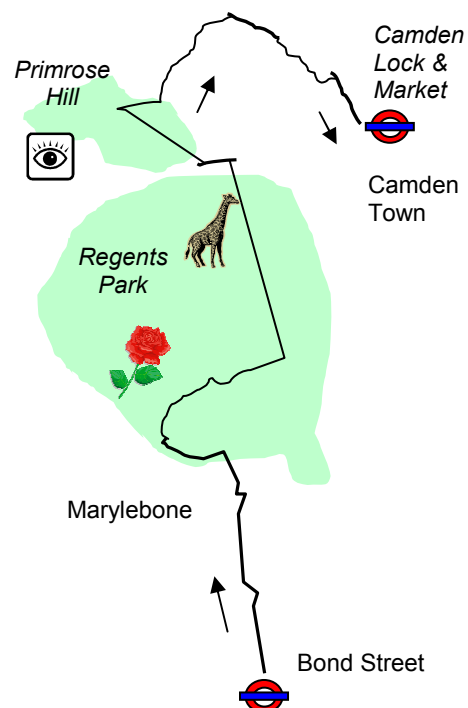 Camden
Lock &
Market
Primrose
Hill
Camden
Town
Regents
Park
Marylebone
Bond Street